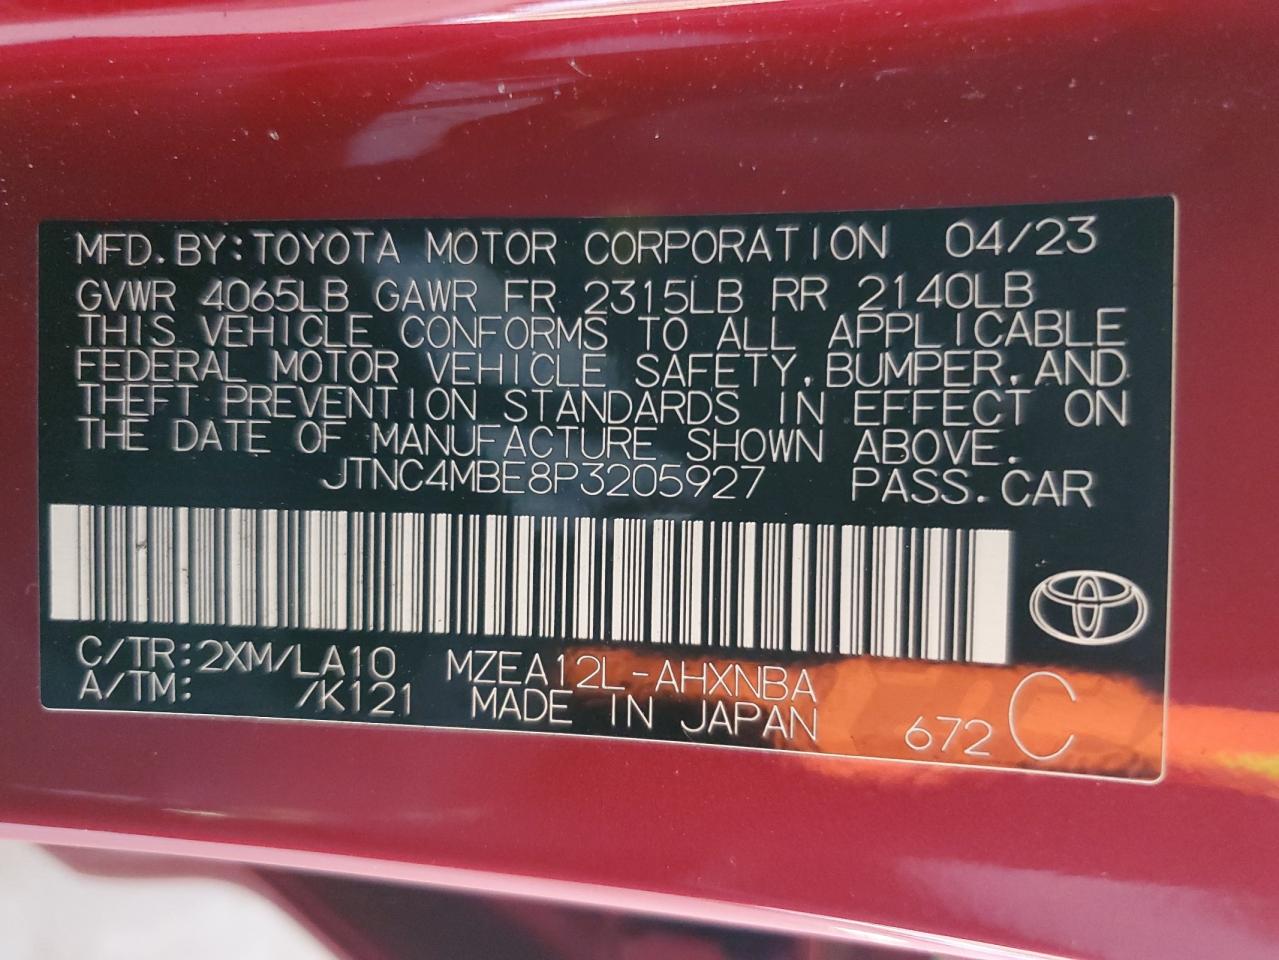 MFD. BY: TOYOTA MOTOR CORPORATION 04/23
GVWR 4065LB GAWR FR 2315LB RR 2140LB
THIS VEHICLE CONFORMS TO ALL APPLICABLE
FEDERAL MOTOR VEHICLE SAFETY, BUMPER, AND
THEFT PREVENTION STANDARDS IN EFFECT ON
THE DATE OF MANUFACTURE SHOWN ABOVE.
JTNC4MBE8P3205927 PASS. CAR
C/TR: 2XM/LA10 MZEA12L-AHXNBA
A/TM: /K121 MADE IN JAPAN 672 C